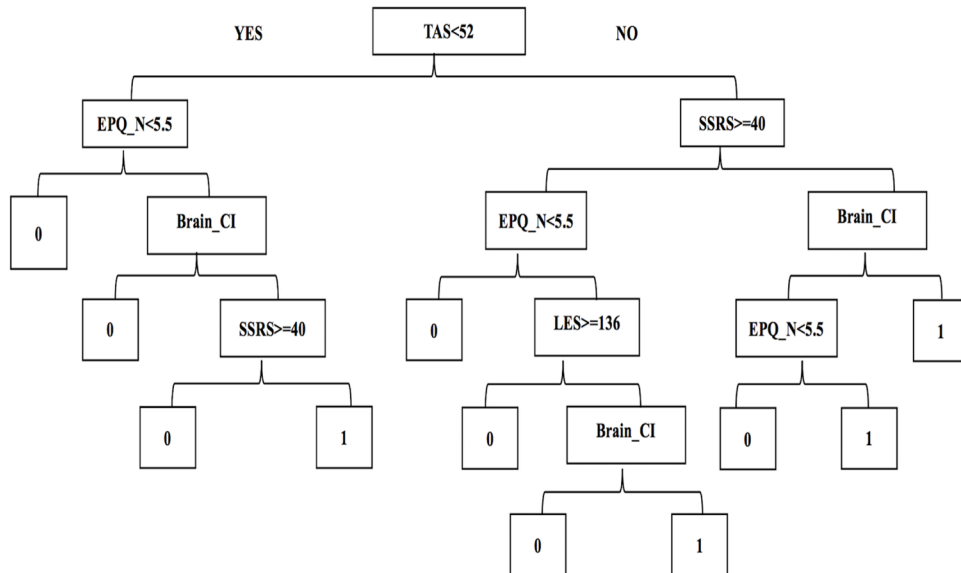 YES TAS<52 NO
EPQ_N<5.5 SSRS>=40
0 Brain_CI EPQ_N<5.5 Brain_CI
0 SSRS>=40 0 LES>=136 EPQ_N<5.5 1
0 1 0 Brain_CI 0 1
0 1